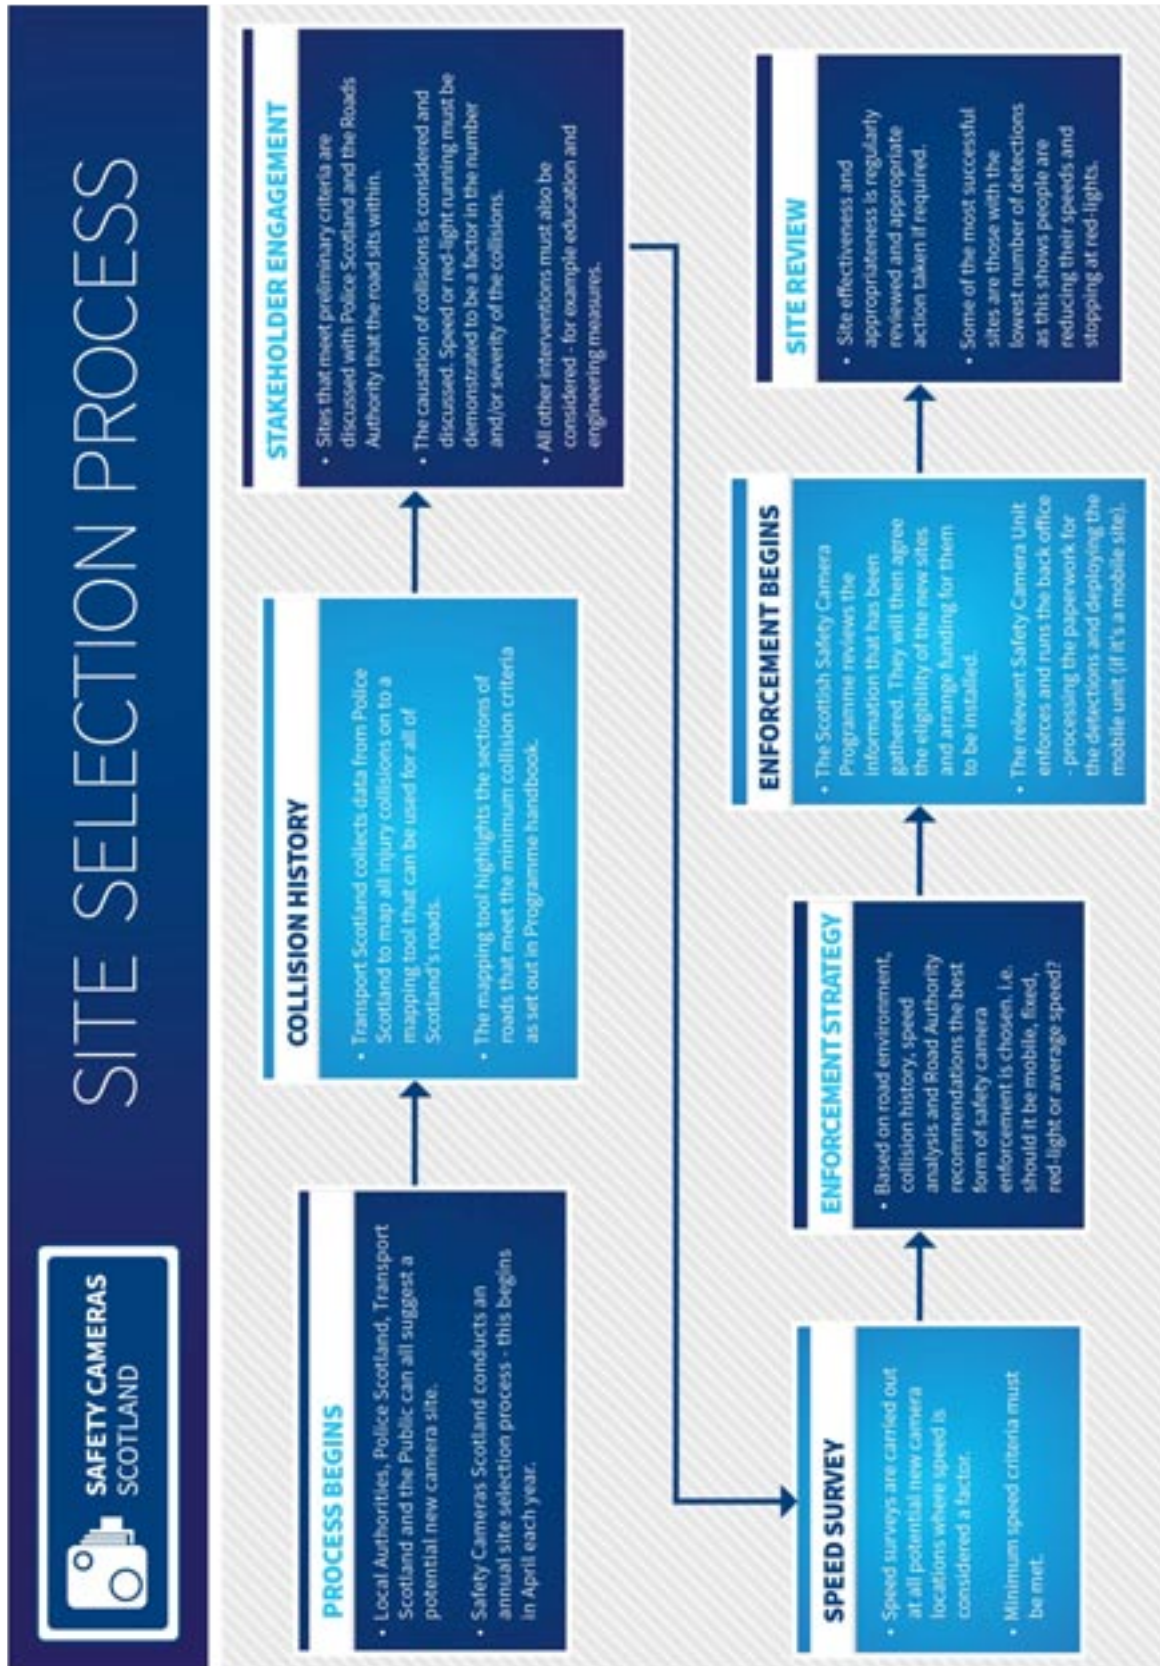 SAFETY CAMERAS
SCOTLAND
SITE SELECTION PROCESS
PROCESS BEGINS
• Local Authorities, Police Scotland, Transport
Scotland and the Public can all suggest a
potential new camera site.
• Safety Cameras Scotland conducts an
annual site selection process - this begins
in April each year.
COLLISION HISTORY
• Transport Scotland collects data from Police
Scotland to map all injury collisions on to a
mapping tool that can be used for all of
Scotland's roads.
• The mapping tool highlights the sections of
roads that meet the minimum collision criteria
as set out in Programme handbook.
STAKEHOLDER ENGAGEMENT
• Sites that meet preliminary criteria are
discussed with Police Scotland and the Roads
Authority that the road sits within.
• The causation of collisions is considered and
discussed. Speed or red-light running must be
demonstrated to be a factor in the number
and/or severity of the collisions.
• All other interventions must also be
considered - for example education and
engineering measures.
SPEED SURVEY
• Speed surveys are carried out
at all potential new camera
locations where speed is
considered a factor.
• Minimum speed criteria must
be met.
ENFORCEMENT STRATEGY
• Based on road environment,
collision history, speed
analysis and Road Authority
recommendations the best
form of safety camera
enforcement is chosen. i.e.
should it be mobile, fixed,
red-light or average speed?
ENFORCEMENT BEGINS
• The Scottish Safety Camera
Programme reviews the
information that has been
gathered. They will then agree
the eligibility of the new sites
and arrange funding for them
to be installed.
• The relevant Safety Camera Unit
enforces and runs the back office
- processing the paperwork for
the detections and deploying the
mobile unit (if it's a mobile site).
SITE REVIEW
• Site effectiveness and
appropriateness is regularly
reviewed and appropriate
action taken if required.
• Some of the most successful
sites are those with the
lowest number of detections
as this shows people are
reducing their speeds and
stopping at red-lights.